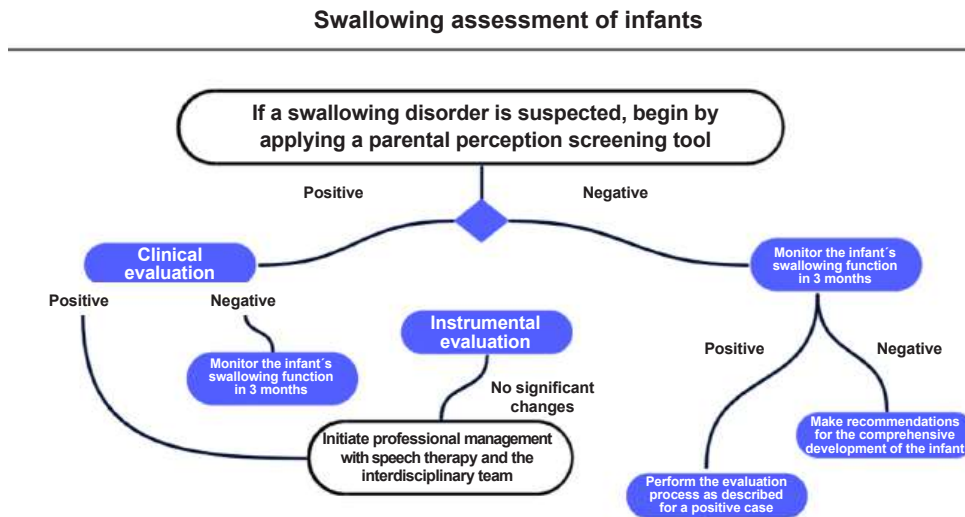 Swallowing assessment of infants
If a swallowing disorder is suspected, begin by
applying a parental perception screening tool
Positive
Negative
Clinical
evaluation
Monitor the infant´s
swallowing function
in 3 months
Positive
Negative
Monitor the infant´s
swallowing function
in 3 months
Instrumental
evaluation
No significant
changes
Initiate professional management
with speech therapy and the
interdisciplinary team
Positive
Negative
Make recommendations
for the comprehensive
development of the infant
Perform the evaluation
process as described
for a positive case